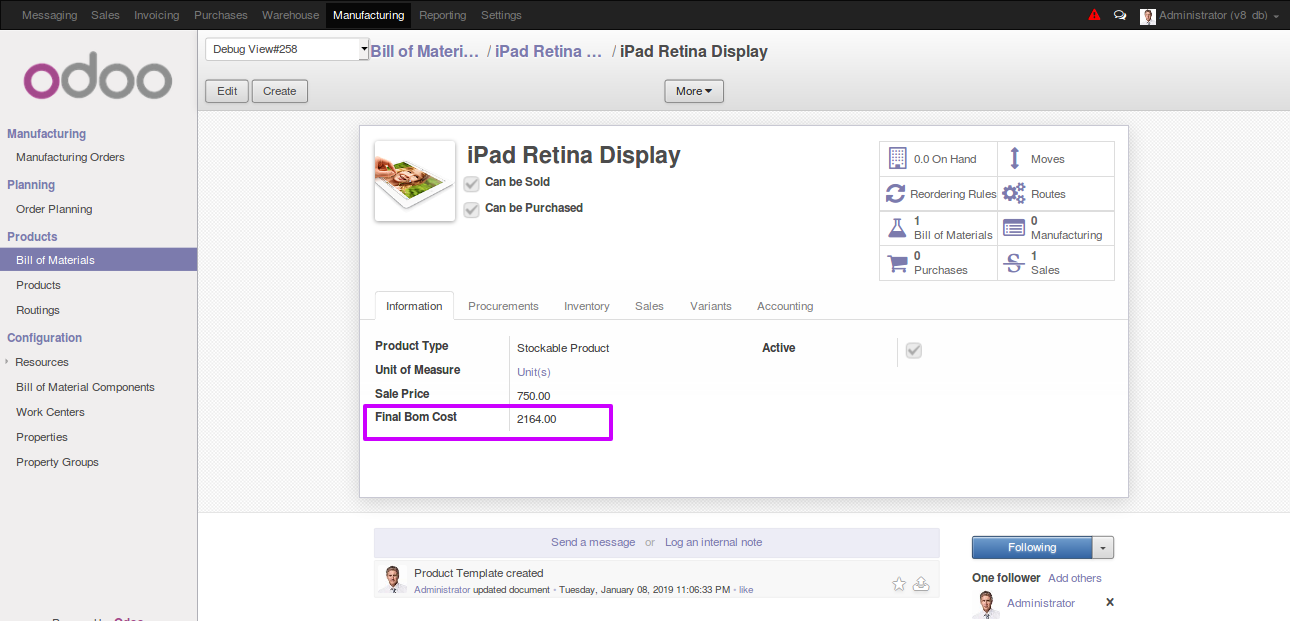 Messaging Sales Invoicing Purchases Warehouse Manufacturing Reporting Settings Administrator (v8 db)
odoo
Manufacturing
Manufacturing Orders
Planning
Order Planning
Products
Bill of Materials
Products
Routings
Configuration
Resources
Bill of Material Components
Work Centers
Properties
Property Groups
Odoo
Debug View#258
Bill of Materi... / iPad Retina ... / iPad Retina Display
Edit Create More
iPad Retina Display
Can be Sold
Can be Purchased
0.0 On Hand
Moves
Reordering Rules
Routes
1
Bill of Materials
0
Manufacturing
0
Purchases
1
Sales
Information Procurements Inventory Sales Variants Accounting
Product Type Stockable Product
Unit of Measure Unit(s)
Sale Price 750.00
Final Bom Cost 2164.00
Active
Send a message or Log an internal note
Product Template created
Administrator updated document · Tuesday, January 08, 2019 11:06:33 PM · like
Following
One follower Add others
Administrator x